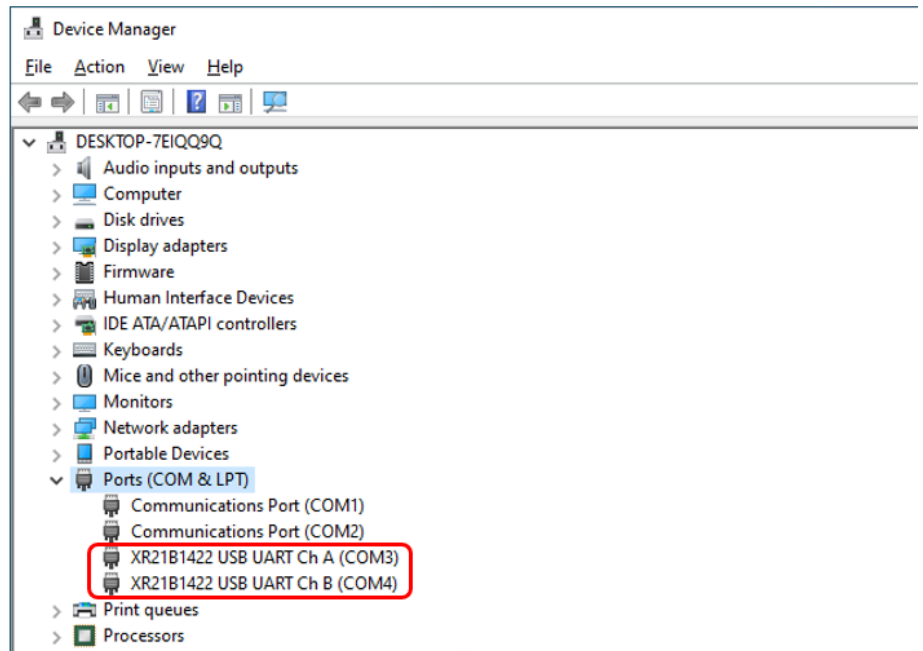 Device Manager
File Action View Help
DESKTOP-7EIQQ9Q
Audio inputs and outputs
Computer
Disk drives
Display adapters
Firmware
Human Interface Devices
IDE ATA/ATAPI controllers
Keyboards
Mice and other pointing devices
Monitors
Network adapters
Portable Devices
Ports (COM & LPT)
Communications Port (COM1)
Communications Port (COM2)
XR21B1422 USB UART Ch A (COM3)
XR21B1422 USB UART Ch B (COM4)
Print queues
Processors